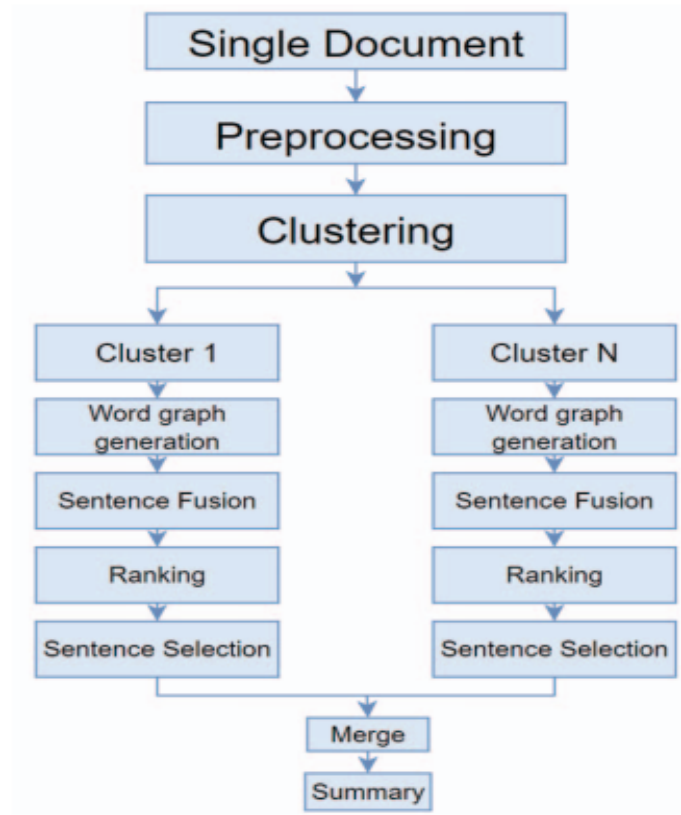 Single Document
Preprocessing
Clustering
Cluster 1
Word graph
generation
Sentence Fusion
Ranking
Sentence Selection
Cluster N
Word graph
generation
Sentence Fusion
Ranking
Sentence Selection
Merge
Summary